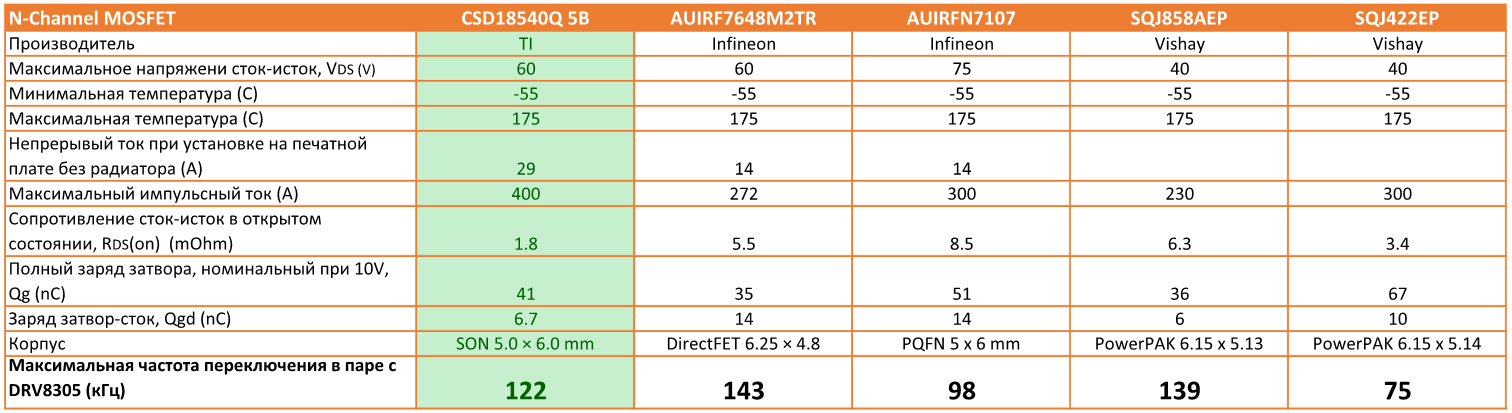 N-Channel MOSFET CSD18540Q 5B AUIRF7648M2TR AUIRFN7107 SQJ858AEP SQJ422EP
Производитель TI Infineon Infineon Vishay Vishay
Максимальное напряжени сток-исток, VDS (V) 60 60 75 40 40
Минимальная температура (C) -55 -55 -55 -55 -55
Максимальная температура (C) 175 175 175 175 175
Непрерывый ток при установке на печатной
плате без радиатора (A) 29 14 14
Максимальный импульсный ток (A) 400 272 300 230 300
Сопротивление сток-исток в открытом
состоянии, RDS(on) (mOhm) 1.8 5.5 8.5 6.3 3.4
Полный заряд затвора, номинальный при 10V,
Qg (nC) 41 35 51 36 67
Заряд затвор-сток, Qgd (nC) 6.7 14 14 6 10
Корпус SON 5.0 × 6.0 mm DirectFET 6.25 × 4.8 PQFN 5 x 6 mm PowerPAK 6.15 x 5.13 PowerPAK 6.15 x 5.14
Максимальная частота переключения в паре с
DRV8305 (кГц) 122 143 98 139 75